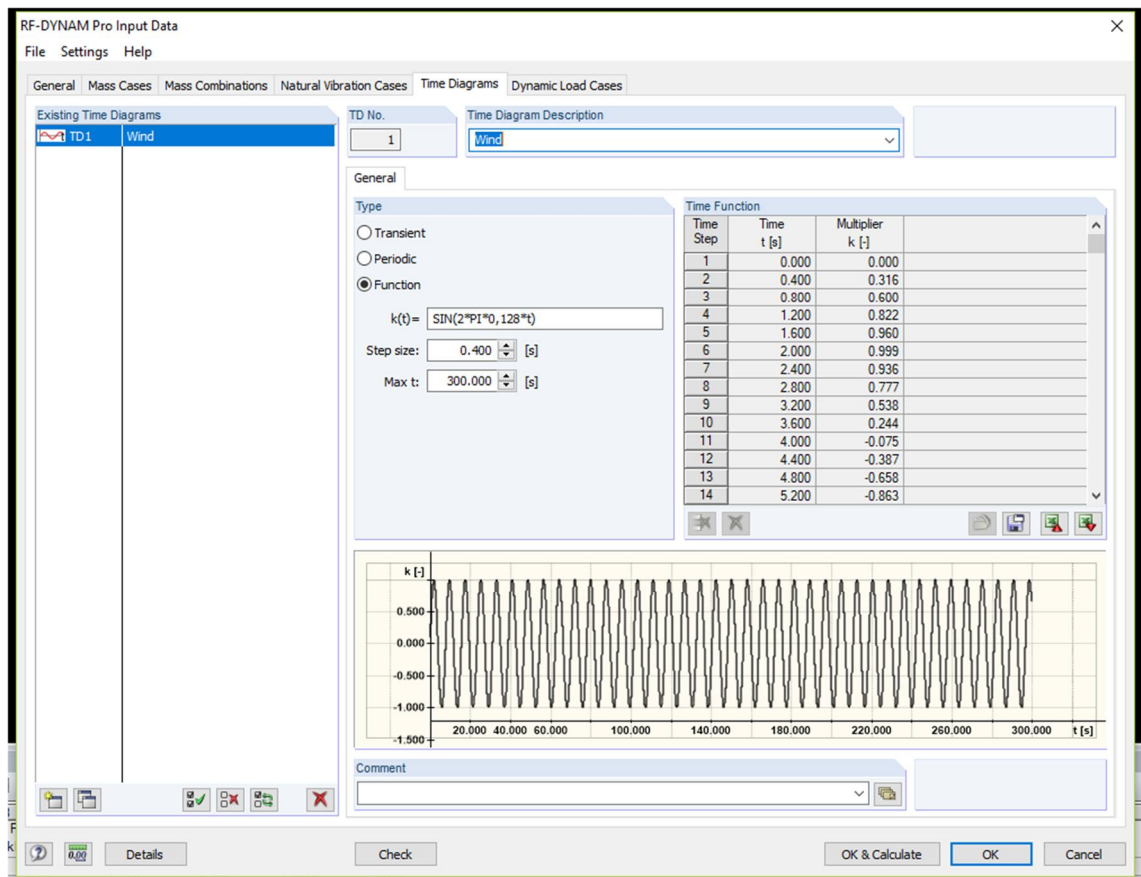 RF-DYNAM Pro Input Data
File Settings Help
General Mass Cases Mass Combinations Natural Vibration Cases Time Diagrams Dynamic Load Cases
Existing Time Diagrams
TD1 Wind
TD No.
1
Time Diagram Description
Wind
General
Type
Transient
Periodic
Function
k(t)= SIN(2*PI*0,128*t)
Step size: 0.400 [s]
Max t: 300.000 [s]
Time Function
Time Step Time t [s] Multiplier k [-]
1 0.000 0.000
2 0.400 0.316
3 0.800 0.600
4 1.200 0.822
5 1.600 0.960
6 2.000 0.999
7 2.400 0.936
8 2.800 0.777
9 3.200 0.538
10 3.600 0.244
11 4.000 -0.075
12 4.400 -0.387
13 4.800 -0.658
14 5.200 -0.863
k [-]
0.500
0.000
-0.500
-1.000
-1.500
20.000 40.000 60.000 100.000 140.000 180.000 220.000 260.000 300.000 t [s]
Comment
0.00 Details Check OK & Calculate OK Cancel